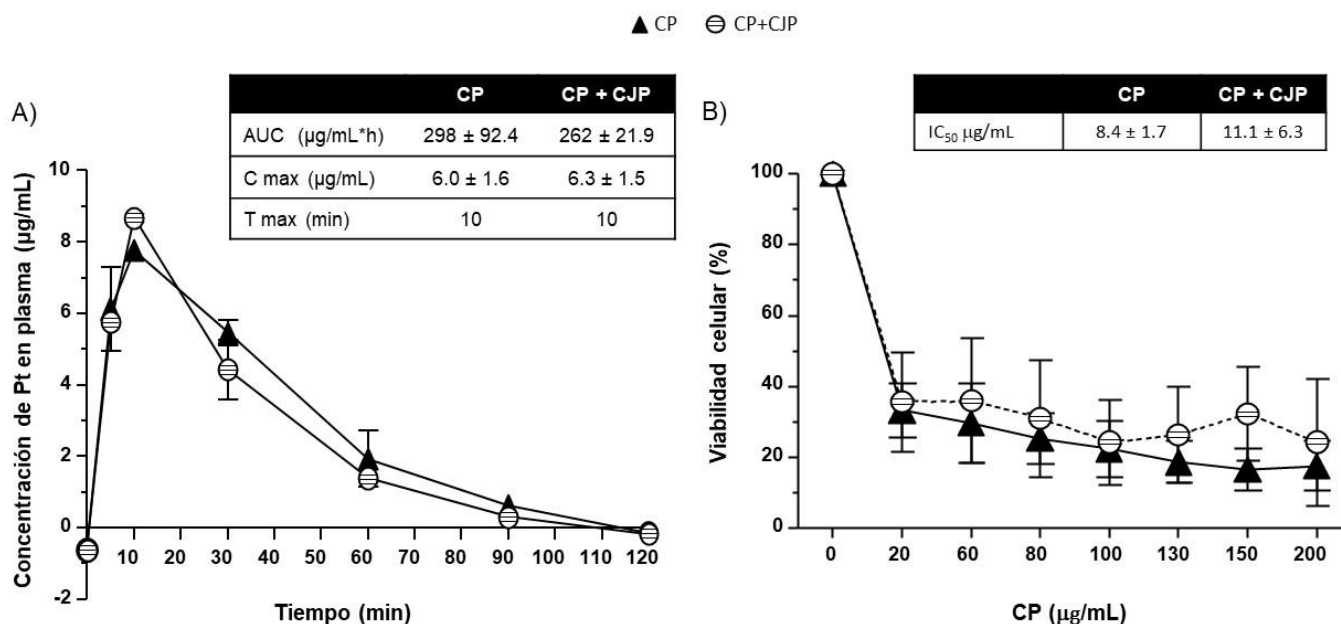 CP CP+CJP
A)
CP CP + CJP
AUC (µg/mL*h) 298 ± 92.4 262 ± 21.9
C max (µg/mL) 6.0 ± 1.6 6.3 ± 1.5
T max (min) 10 10
Concentración de Pt en plasma (µg/mL)
10
8
6
4
2
0
-2
10 20 30 40 50 60 70 80 90 100 110 120
Tiempo (min)
B)
CP CP + CJP
IC50 µg/mL 8.4 ± 1.7 11.1 ± 6.3
Viabilidad celular (%)
100
80
60
40
20
0
0 20 60 80 100 130 150 200
CP (µg/mL)